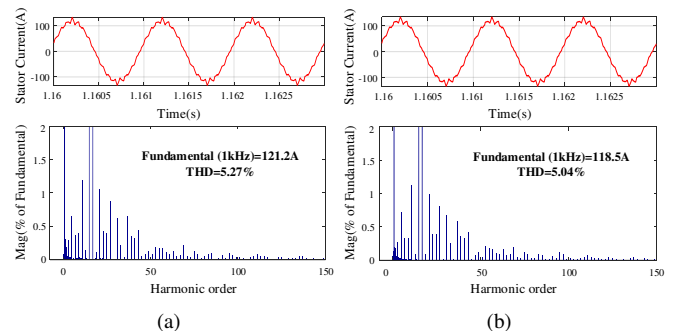 Stator Current(A)
100
0
-100
1.16
1.1605
1.161
1.1615
1.162
1.1625
Time(s)
Mag(% of Fundamental)
2
1.5
1
0.5
0
Fundamental (1kHz)=121.2A
THD=5.27%
0
50
100
150
Harmonic order
(a)
Stator Current(A)
100
0
-100
1.16
1.1605
1.161
1.1615
1.162
1.1625
Time(s)
Mag(% of Fundamental)
2
1.5
1
0.5
0
Fundamental (1kHz)=118.5A
THD=5.04%
0
50
100
150
Harmonic order
(b)